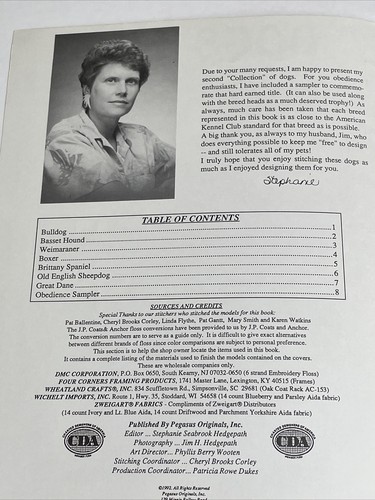 Due to your many requests, I am happy to present my
second "Collection" of dogs. For you obedience
enthusiasts, I have included a sampler to commemo-
rate that hard earned title. (It can also be used along
with the breed heads as a much deserved trophy!) As
always, much care has been taken that each breed
represented in this book is as close to the American
Kennel Club standard for that breed as possible.
A big thank you, as always to my husband, Jim, who
does everything possible to keep me "free" to design
-- and still tolerates all of my pets!
I truly hope that you enjoy stitching these dogs as
much as I enjoyed designing them for you.
Stephanie
TABLE OF CONTENTS
Bulldog 1
Basset Hound 2
Weimaraner 3
Boxer 4
Brittany Spaniel 5
Old English Sheepdog 6
Great Dane 7
Obedience Sampler 8
SOURCES AND CREDITS
Special Thanks to our stitchers who stitched the models for this book:
Pat Ballentine, Cheryl Brooks Corley, Linda Flythe, Pat Gantt, Mary Smith and Karen Watkins
The J.P. Coats& Anchor floss conversions have been provided to us by J.P. Coats and Anchor.
The conversion numbers are to serve as a guide only. It is difficult to give exact alternatives
between different brands of floss since color comparisons are subject to personal preference.
This section is to help the shop owner locate the items used in this book.
It contains a complete listing of the materials used to finish the models contained on the covers.
These are wholesale companies only.
DMC CORPORATION, P.O. Box 0650, South Kearny, NJ 07032-0650 (6 strand Embroidery Floss)
FOUR CORNERS FRAMING PRODUCTS, 1741 Master Lane, Lexington, KY 40515 (Frames)
WHEATLAND CRAFTS, INC. 834 Scuffletown Rd., Simpsonville, SC 29681 (Oak Coat Rack AC-153)
WICHELT IMPORTS, INC. Route 1, Hwy. 35, Stoddard, WI 54658 (14 count Blueberry and Parsley Aida fabric)
ZWEIGART® FABRICS - Compliments of Zweigart® Distributors
(14 count Ivory and Lt. Blue Aida, 14 count Driftwood and Parchment Yorkshire Aida fabric)
Published By Pegasus Originals, Inc.
Editor ... Stephanie Seabrook Hedgepath
Photography ... Jim H. Hedgepath
Art Director... Phyllis Berry Wooten
Stitching Coordinator ... Cheryl Brooks Corley
Production Coordinator... Patricia Rowe Dukes
CDA
CDA
©1992, All Rights Reserved
Pegasus Originals, Inc.